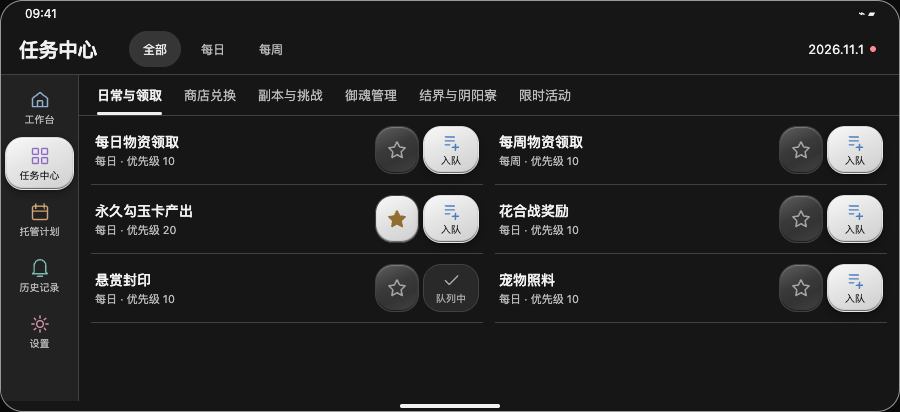 09:41
任务中心
全部
每日
每周
2026.11.1
工作台
任务中心
托管计划
历史记录
设置
日常与领取
商店兑换
副本与挑战
御魂管理
结界与阴阳寮
限时活动
每日物资领取
每日 · 优先级 10
入队
每周物资领取
每周 · 优先级 10
入队
永久勾玉卡产出
每日 · 优先级 20
入队
花合战奖励
每日 · 优先级 10
入队
悬赏封印
每日 · 优先级 10
队列中
宠物照料
每日 · 优先级 10
入队